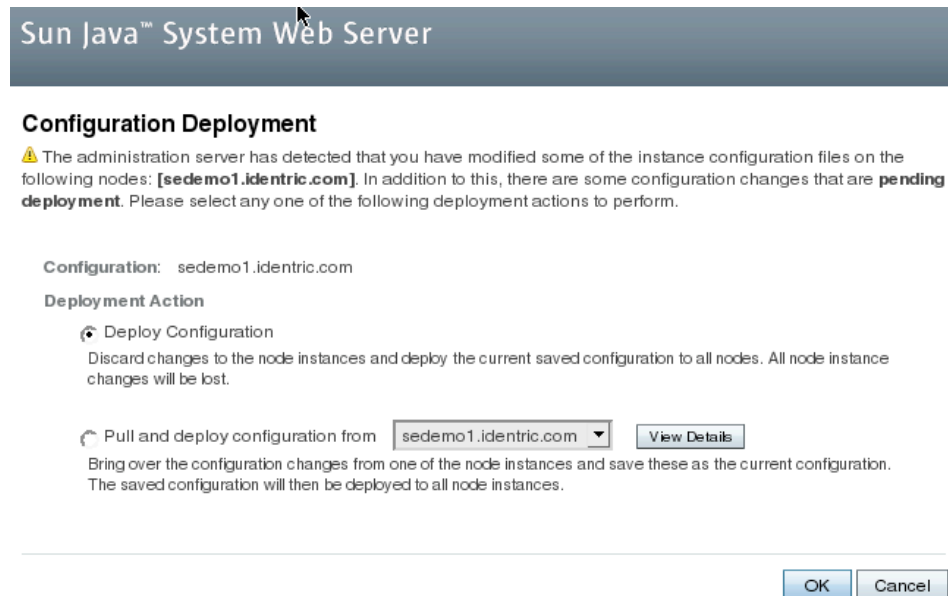 Sun Java™ System Web Server
Configuration Deployment
The administration server has detected that you have modified some of the instance configuration files on the
following nodes: [sedemo1.identric.com]. In addition to this, there are some configuration changes that are pending
deployment. Please select any one of the following deployment actions to perform.
Configuration: sedemo1.identric.com
Deployment Action
Deploy Configuration
Discard changes to the node instances and deploy the current saved configuration to all nodes. All node instance
changes will be lost.
Pull and deploy configuration from sedemo1.identric.com View Details
Bring over the configuration changes from one of the node instances and save these as the current configuration.
The saved configuration will then be deployed to all node instances.
OK Cancel